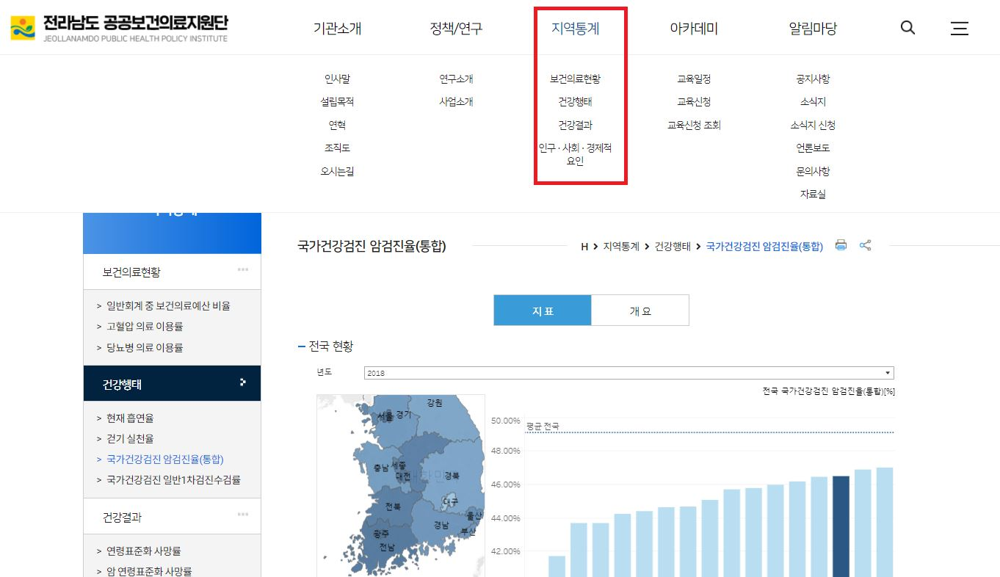 전라남도 공공보건의료지원단
JEOLLANAMDO PUBLIC HEALTH POLICY INSTITUTE
기관소개
정책/연구
지역통계
아카데미
알림마당
인사말
설립목적
연혁
조직도
오시는길
연구소개
사업소개
보건의료현황
건강행태
건강결과
인구 · 사회 · 경제적
요인
교육일정
교육신청
교육신청 조회
공지사항
소식지
소식지 신청
언론보도
문의사항
자료실
보건의료현황
> 일반회계 중 보건의료예산 비율
> 고혈압 의료 이용률
> 당뇨병 의료 이용률
건강행태
> 현재 흡연율
> 걷기 실천율
> 국가건강검진 암검진율(통합)
> 국가건강검진 일반1차검진수검률
건강결과
> 연령표준화 사망률
> 암 연령표준화 사망률
국가건강검진 암검진율(통합)
H > 지역통계 > 건강행태 > 국가건강검진 암검진율(통합)
지 표
개 요
전국 현황
년도
2018
전국 국가건강검진 암검진율(통합)[%]
강원
서울 경기
충남 세종
대전
대한민국
경북
전북
대구
울산
경남
부산
광주
전남
50.00%
평균 전국
48.00%
46.00%
44.00%
42.00%